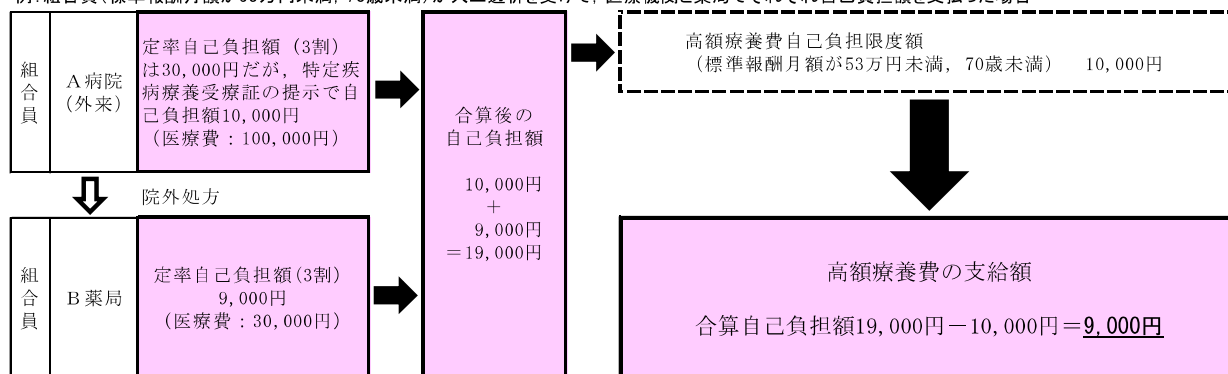 組合員
A病院
(外来)
定率自己負担額(3割)
は30,000円だが,特定疾
病療養受療証の提示で自
己負担額10,000円
(医療費:100,000円)
院外処方
組合員
B薬局
定率自己負担額(3割)
9,000円
(医療費:30,000円)
合算後の
自己負担額
10,000円
+
9,000円
=19,000円
高額療養費自己負担限度額
(標準報酬月額が53万円未満,70歳未満) 10,000円
高額療養費の支給額
合算自己負担額19,000円-10,000円=9,000円